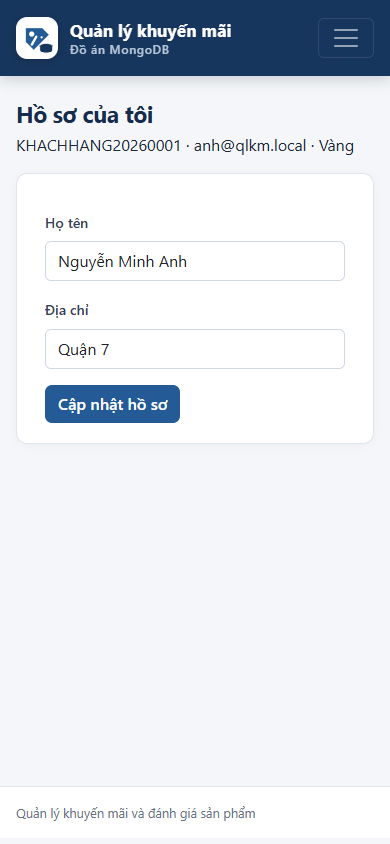 Quản lý khuyến mãi
Đồ án MongoDB
Hồ sơ của tôi
KHACHHANG20260001 · anh@qlkm.local · Vàng
Họ tên
Nguyễn Minh Anh
Địa chỉ
Quận 7
Cập nhật hồ sơ
Quản lý khuyến mãi và đánh giá sản phẩm